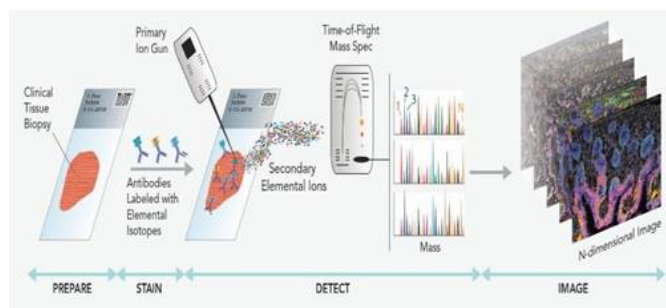 Primary
Ion Gun
Time-of-Flight
Mass Spec
Clinical
Tissue
Biopsy
1
2
3
N
Antibodies
Labeled with
Elemental
Isotopes
Secondary
Elemental Ions
Mass
N-dimensional Image
PREPARE
STAIN
DETECT
IMAGE